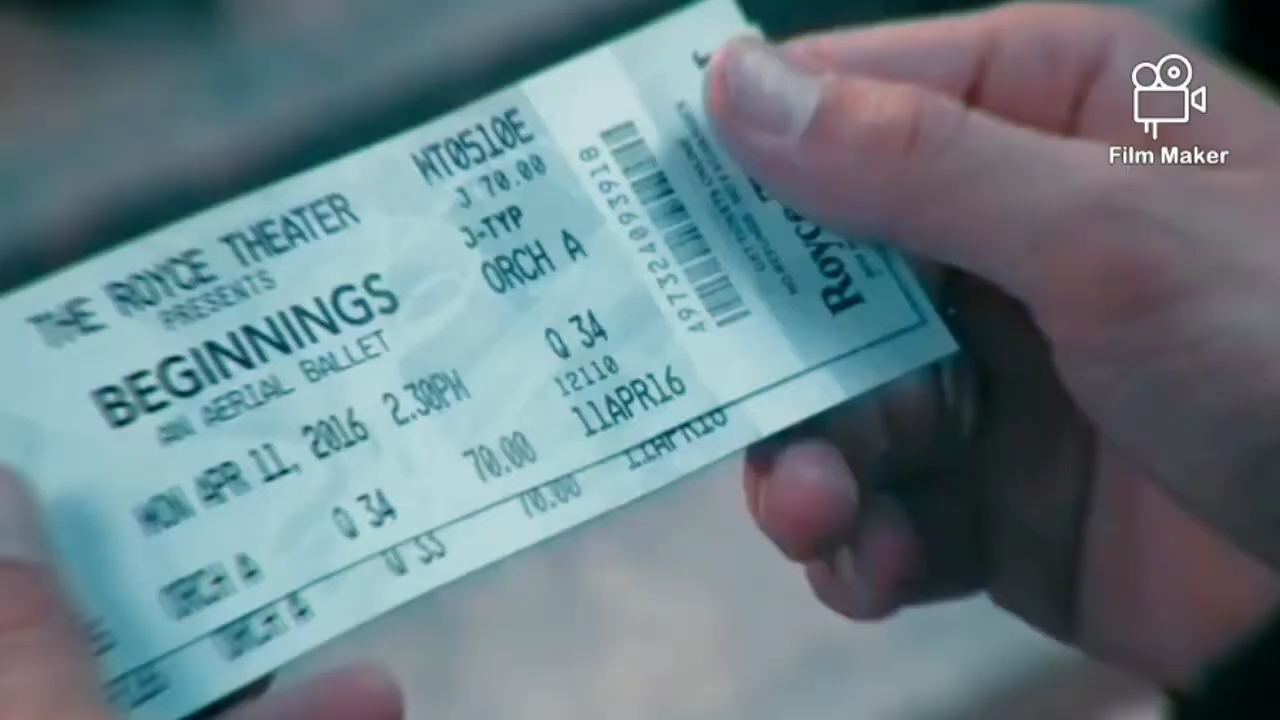 THE ROYCE THEATER
PRESENTS
BEGINNINGS
AN AERIAL BALLET
MON APR 11, 2016 2.30PM
ORCH A Q 34 70.00
WT0510E
J 70.00
J-TYP
ORCH A
Q 34
12110
11APR16
497324093918
Royce
ORCH A Q 33 70.00 11APR16
Film Maker